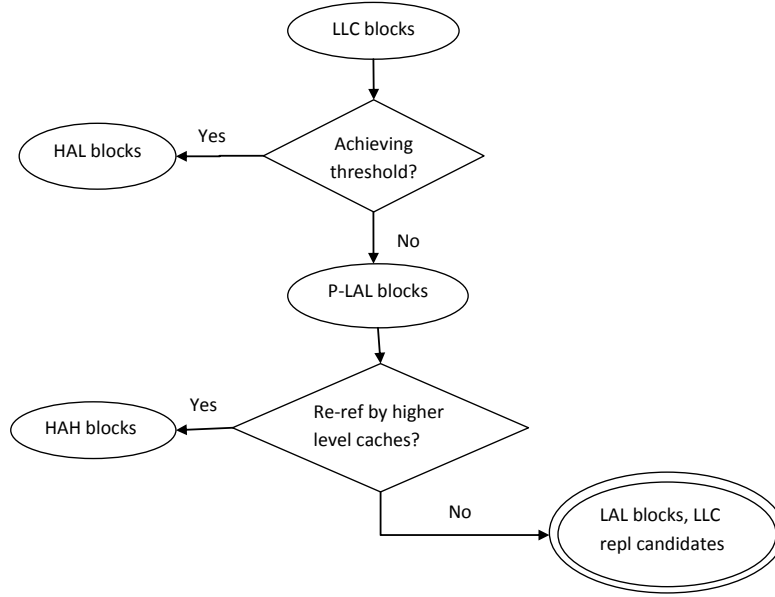 LLC blocks
Achieving
threshold?
Yes
HAL blocks
No
P-LAL blocks
Re-ref by higher
level caches?
Yes
HAH blocks
No
LAL blocks, LLC
repl candidates